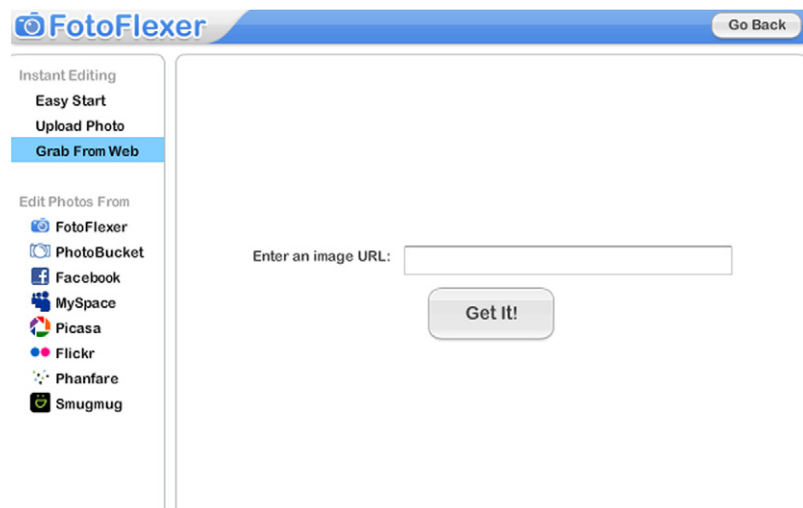 FotoFlexer
Go Back
Instant Editing
Easy Start
Upload Photo
Grab From Web
Edit Photos From
FotoFlexer
PhotoBucket
Facebook
MySpace
Picasa
Flickr
Phanfare
Smugmug
Enter an image URL:
Get It!